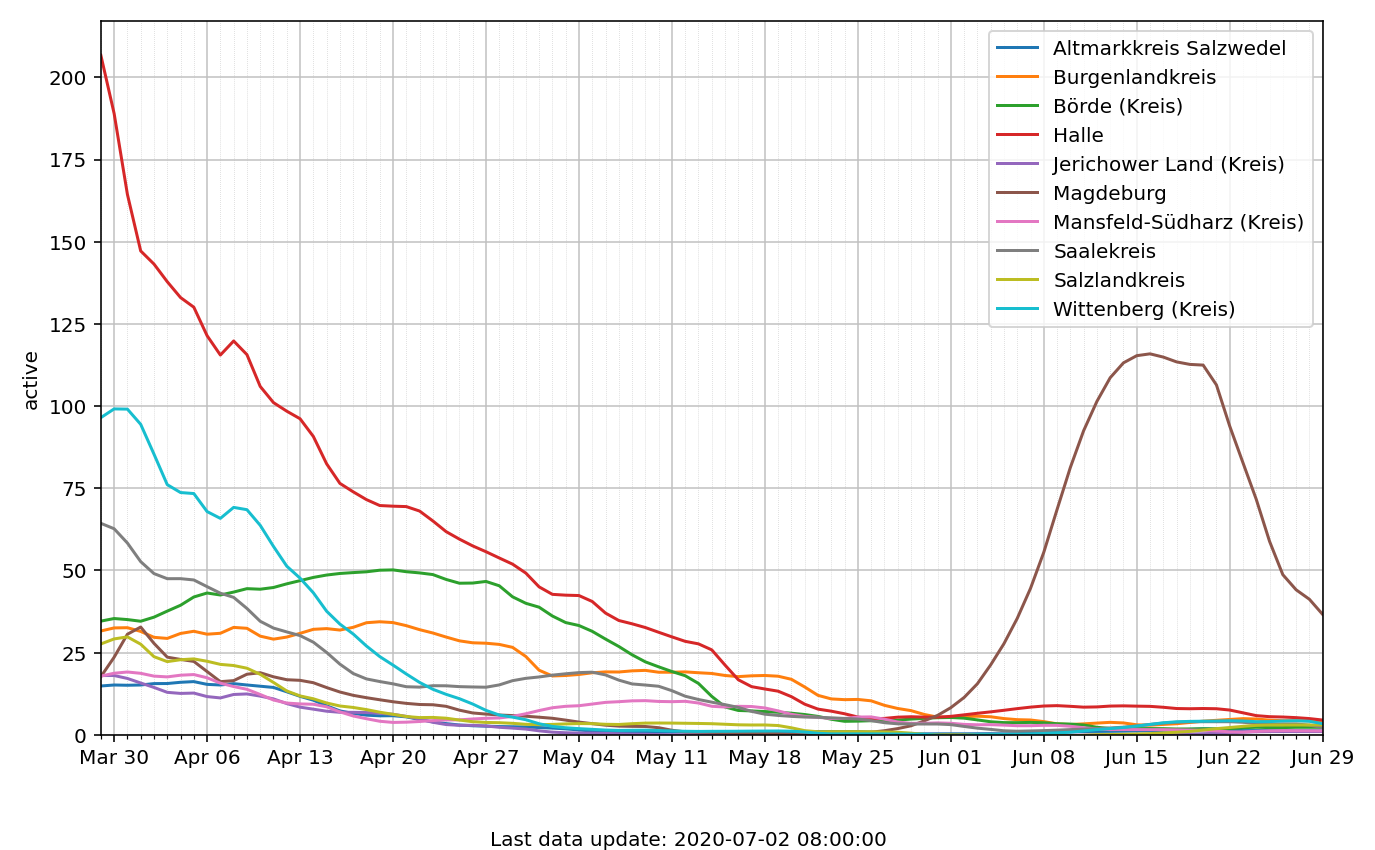 200
175
150
125
100
75
50
25
0
active
Altmarkkreis Salzwedel
Burgenlandkreis
Börde (Kreis)
Halle
Jerichower Land (Kreis)
Magdeburg
Mansfeld-Südharz (Kreis)
Saalekreis
Salzlandkreis
Wittenberg (Kreis)
Mar 30 Apr 06 Apr 13 Apr 20 Apr 27 May 04 May 11 May 18 May 25 Jun 01 Jun 08 Jun 15 Jun 22 Jun 29
Last data update: 2020-07-02 08:00:00